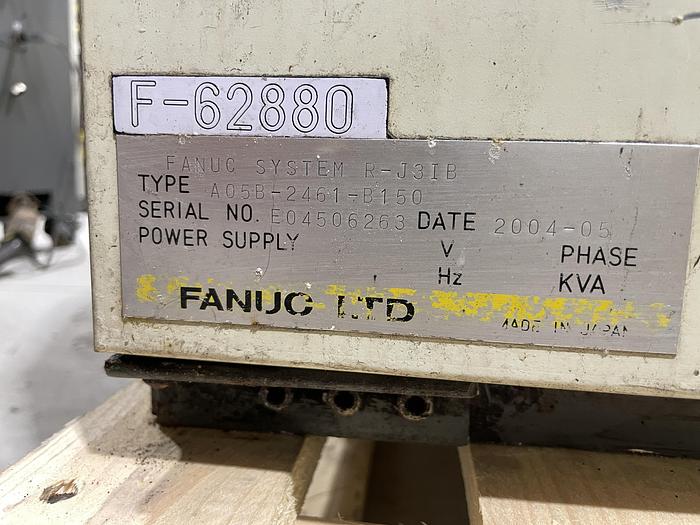 F-62880
FANUC SYSTEM R-J3IB
TYPE A05B-2461-B150
SERIAL NO. E04506263 DATE 2004-05
POWER SUPPLY V PHASE
Hz KVA
FANUC LTD
MADE IN JAPAN